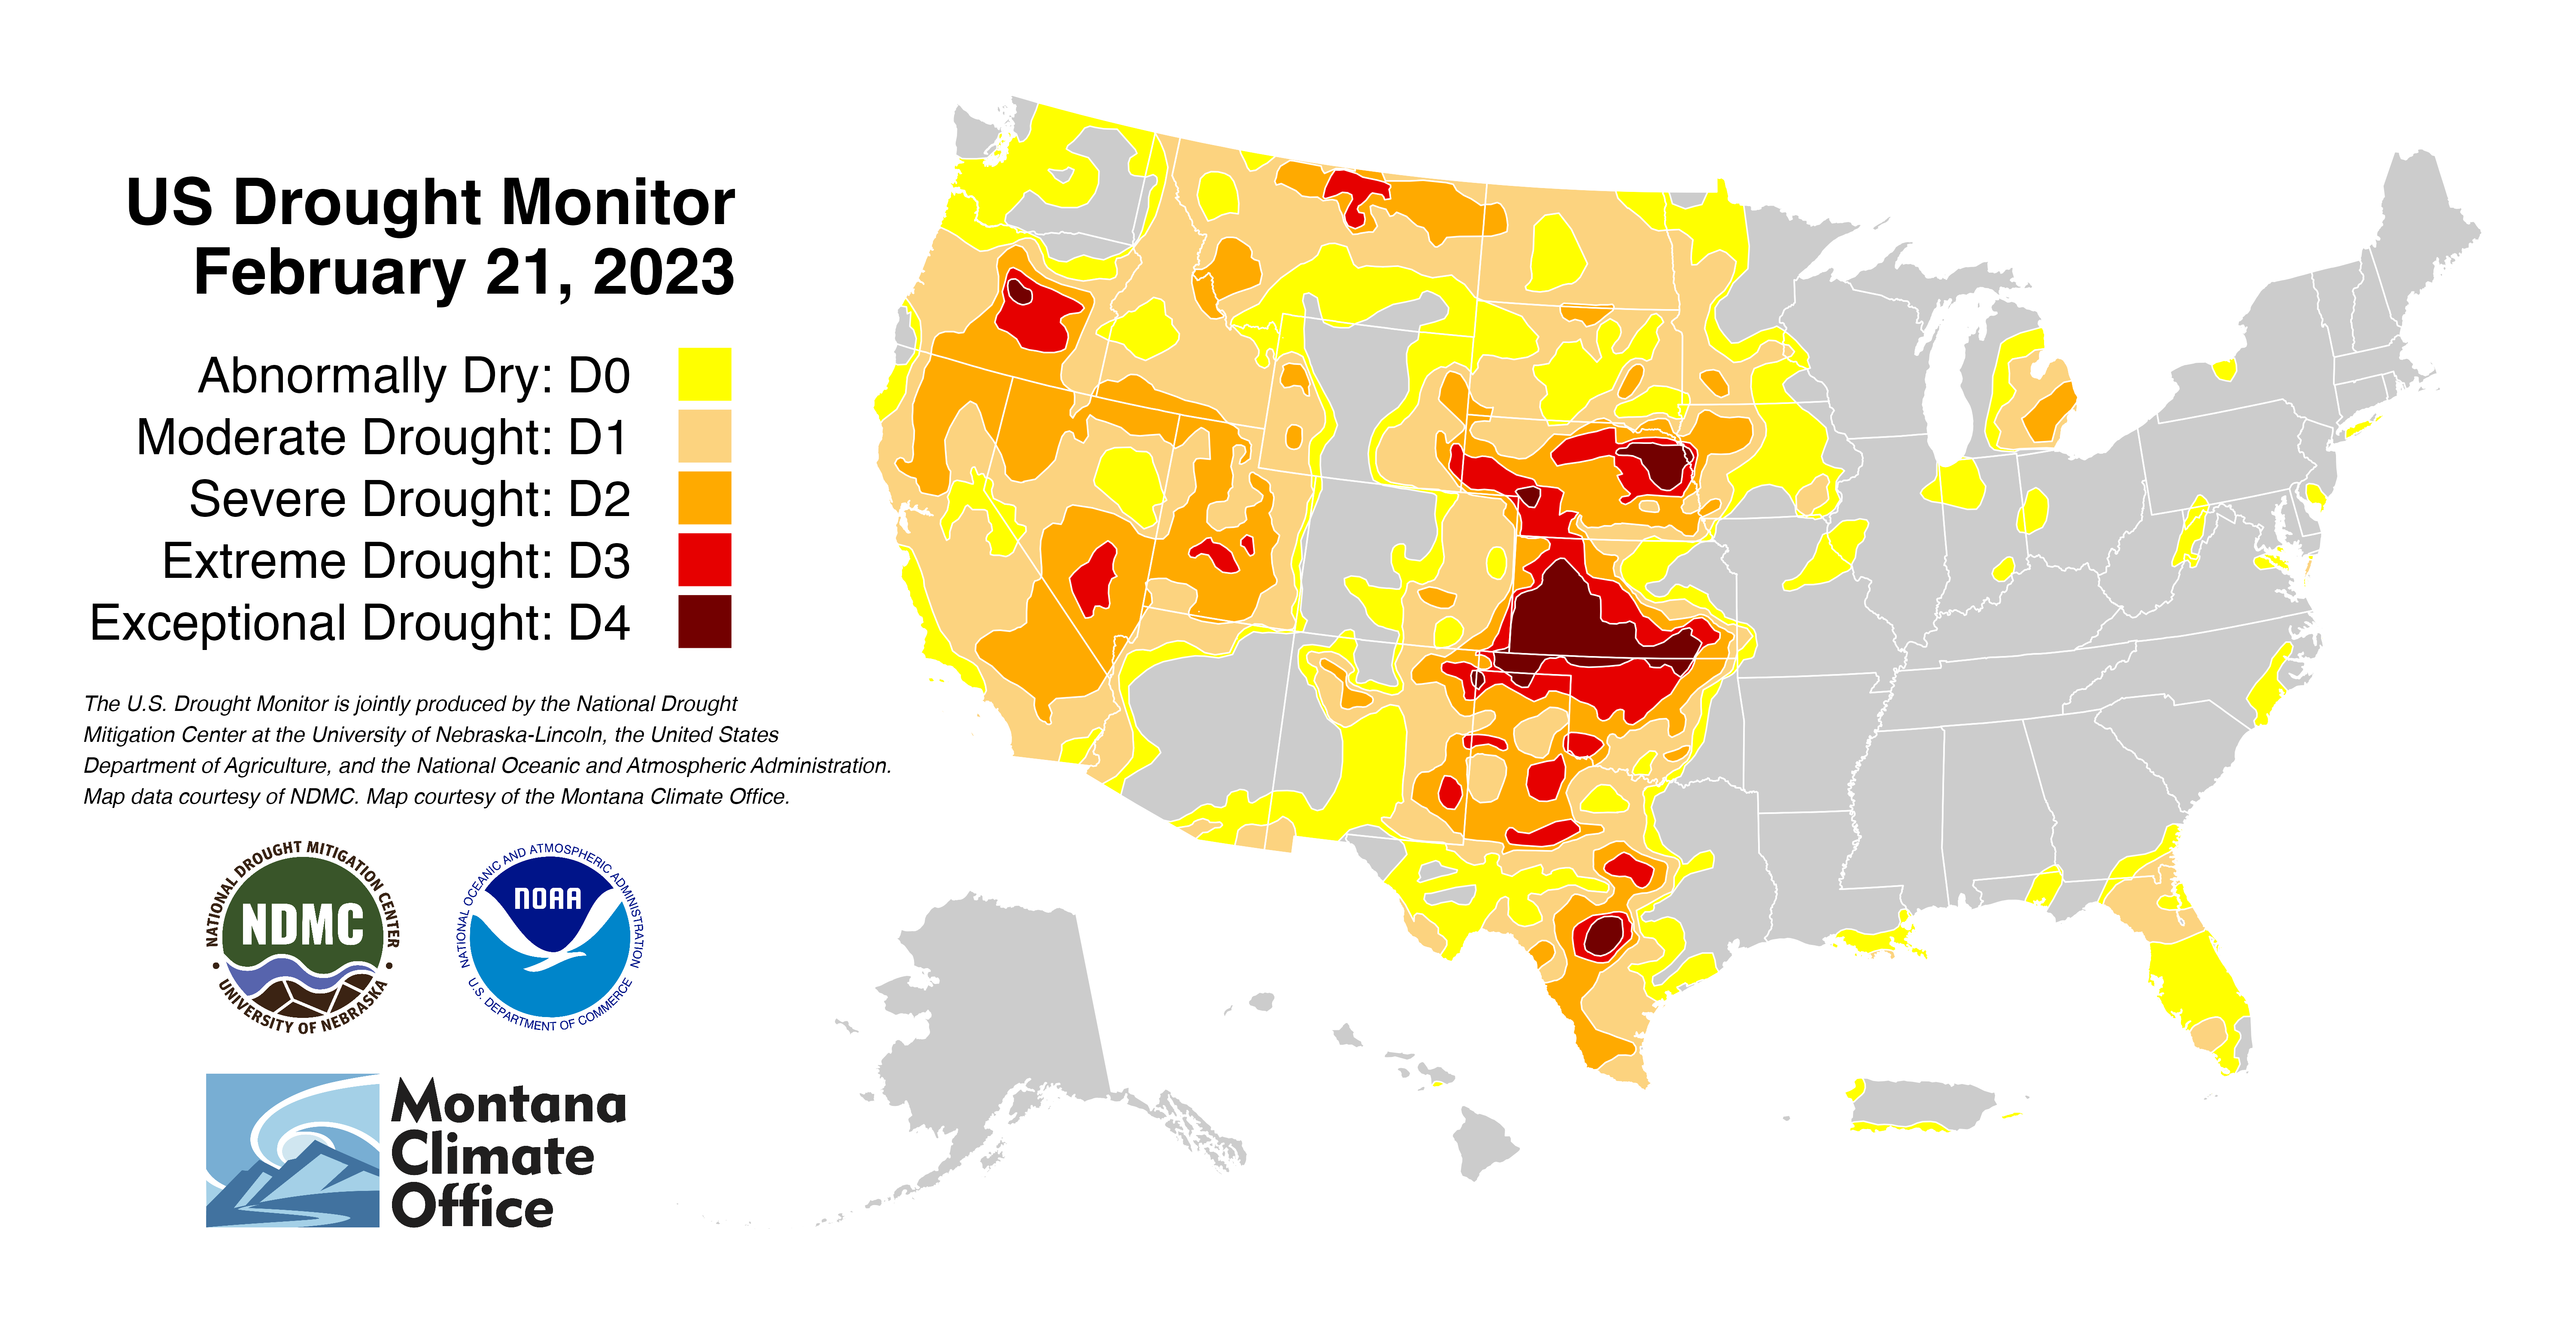 US Drought Monitor
February 21, 2023
Abnormally Dry: D0
Moderate Drought: D1
Severe Drought: D2
Extreme Drought: D3
Exceptional Drought: D4
The U.S. Drought Monitor is jointly produced by the National Drought
Mitigation Center at the University of Nebraska-Lincoln, the United States
Department of Agriculture, and the National Oceanic and Atmospheric Administration.
Map data courtesy of NDMC. Map courtesy of the Montana Climate Office.
NATIONAL DROUGHT MITIGATION CENTER
NDMC
• UNIVERSITY OF NEBRASKA •
NATIONAL OCEANIC AND ATMOSPHERIC ADMINISTRATION
NOAA
U.S. DEPARTMENT OF COMMERCE
Montana
Climate
Office